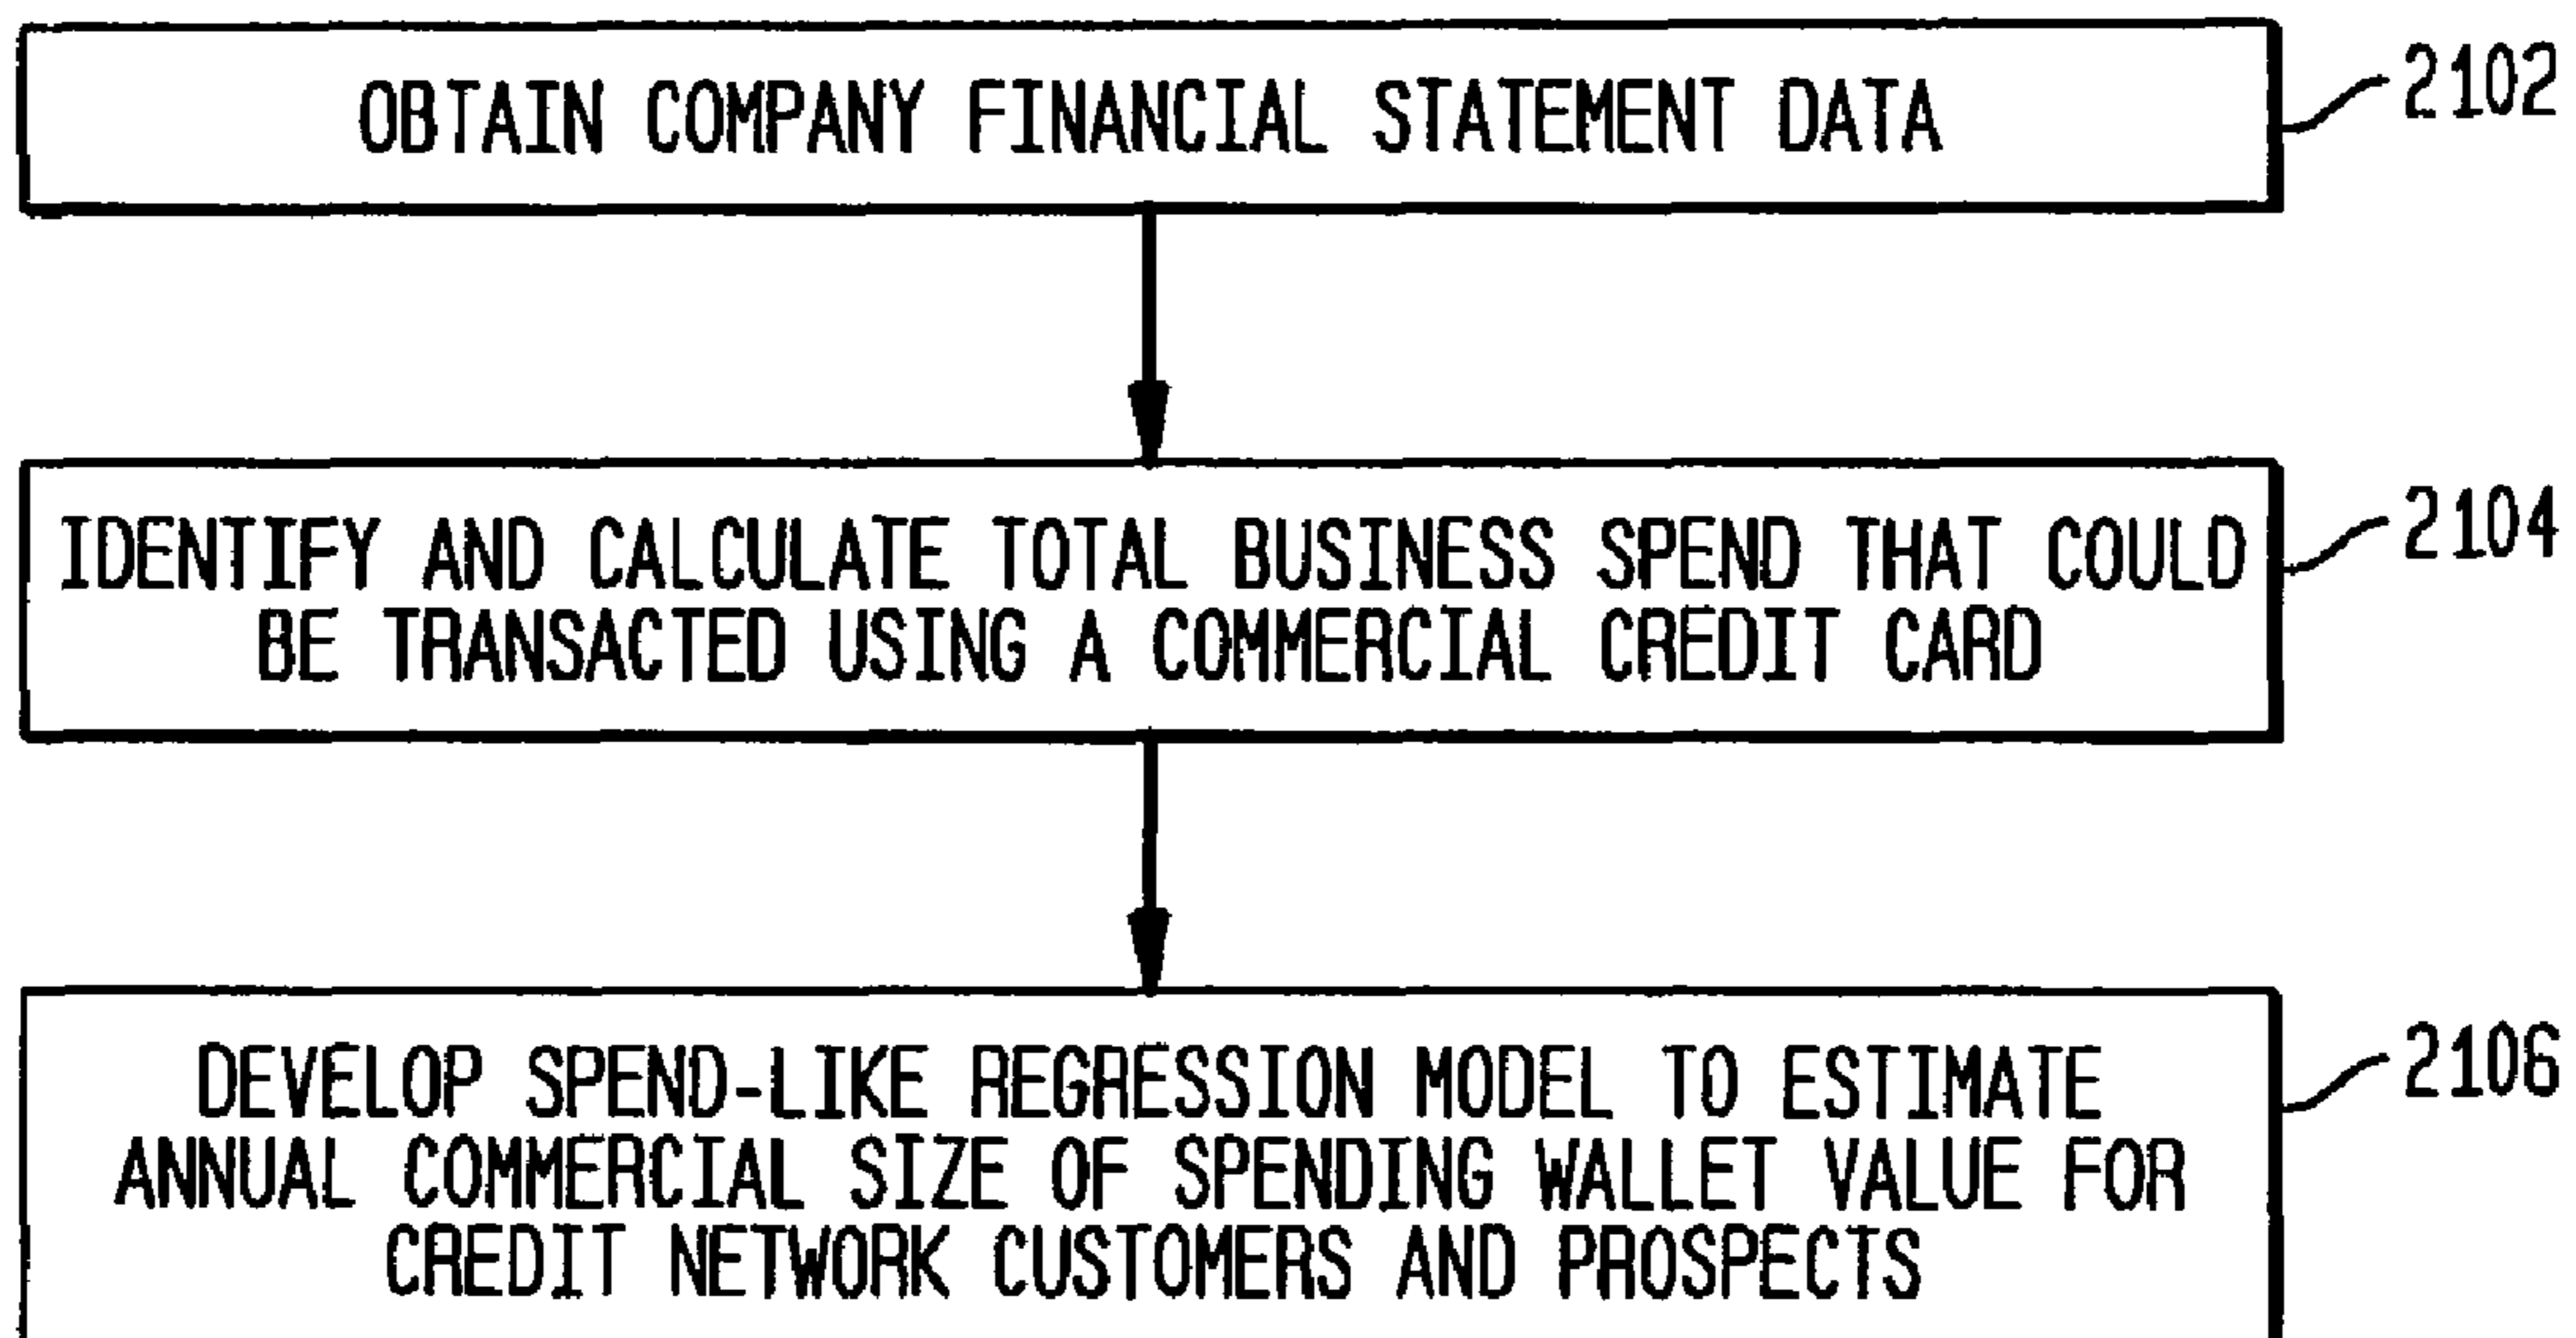 OBTAIN COMPANY FINANCIAL STATEMENT DATA
2102
IDENTIFY AND CALCULATE TOTAL BUSINESS SPEND THAT COULD
BE TRANSACTED USING A COMMERCIAL CREDIT CARD
2104
DEVELOP SPEND-LIKE REGRESSION MODEL TO ESTIMATE
ANNUAL COMMERCIAL SIZE OF SPENDING WALLET VALUE FOR
CREDIT NETWORK CUSTOMERS AND PROSPECTS
2106